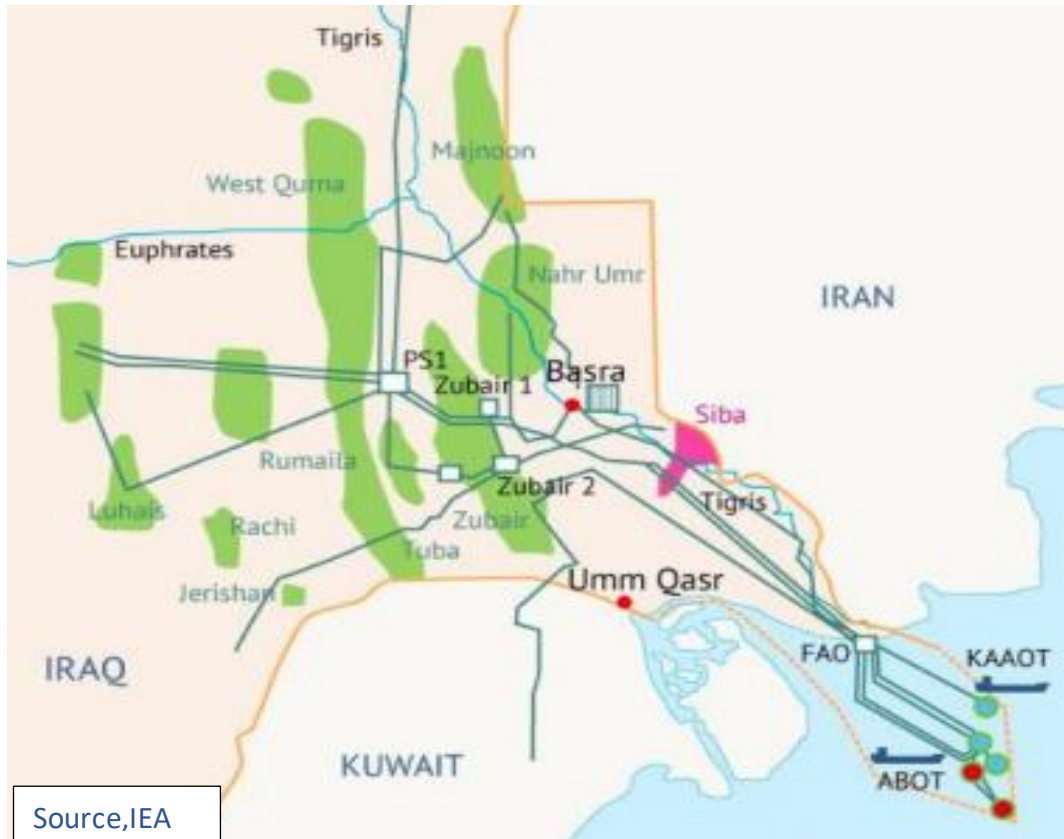 Tigris
Majnoon
West Qurna
Euphrates
Nahr Umr
IRAN
PS1
Zubair 1
Basra
Siba
Rumaila
Zubair 2
Tigris
Luhais
Rachi
Zubair
Tuba
Jerishan
Umm Qasr
IRAQ
FAO
KAAOT
KUWAIT
ABOT
Source,IEA